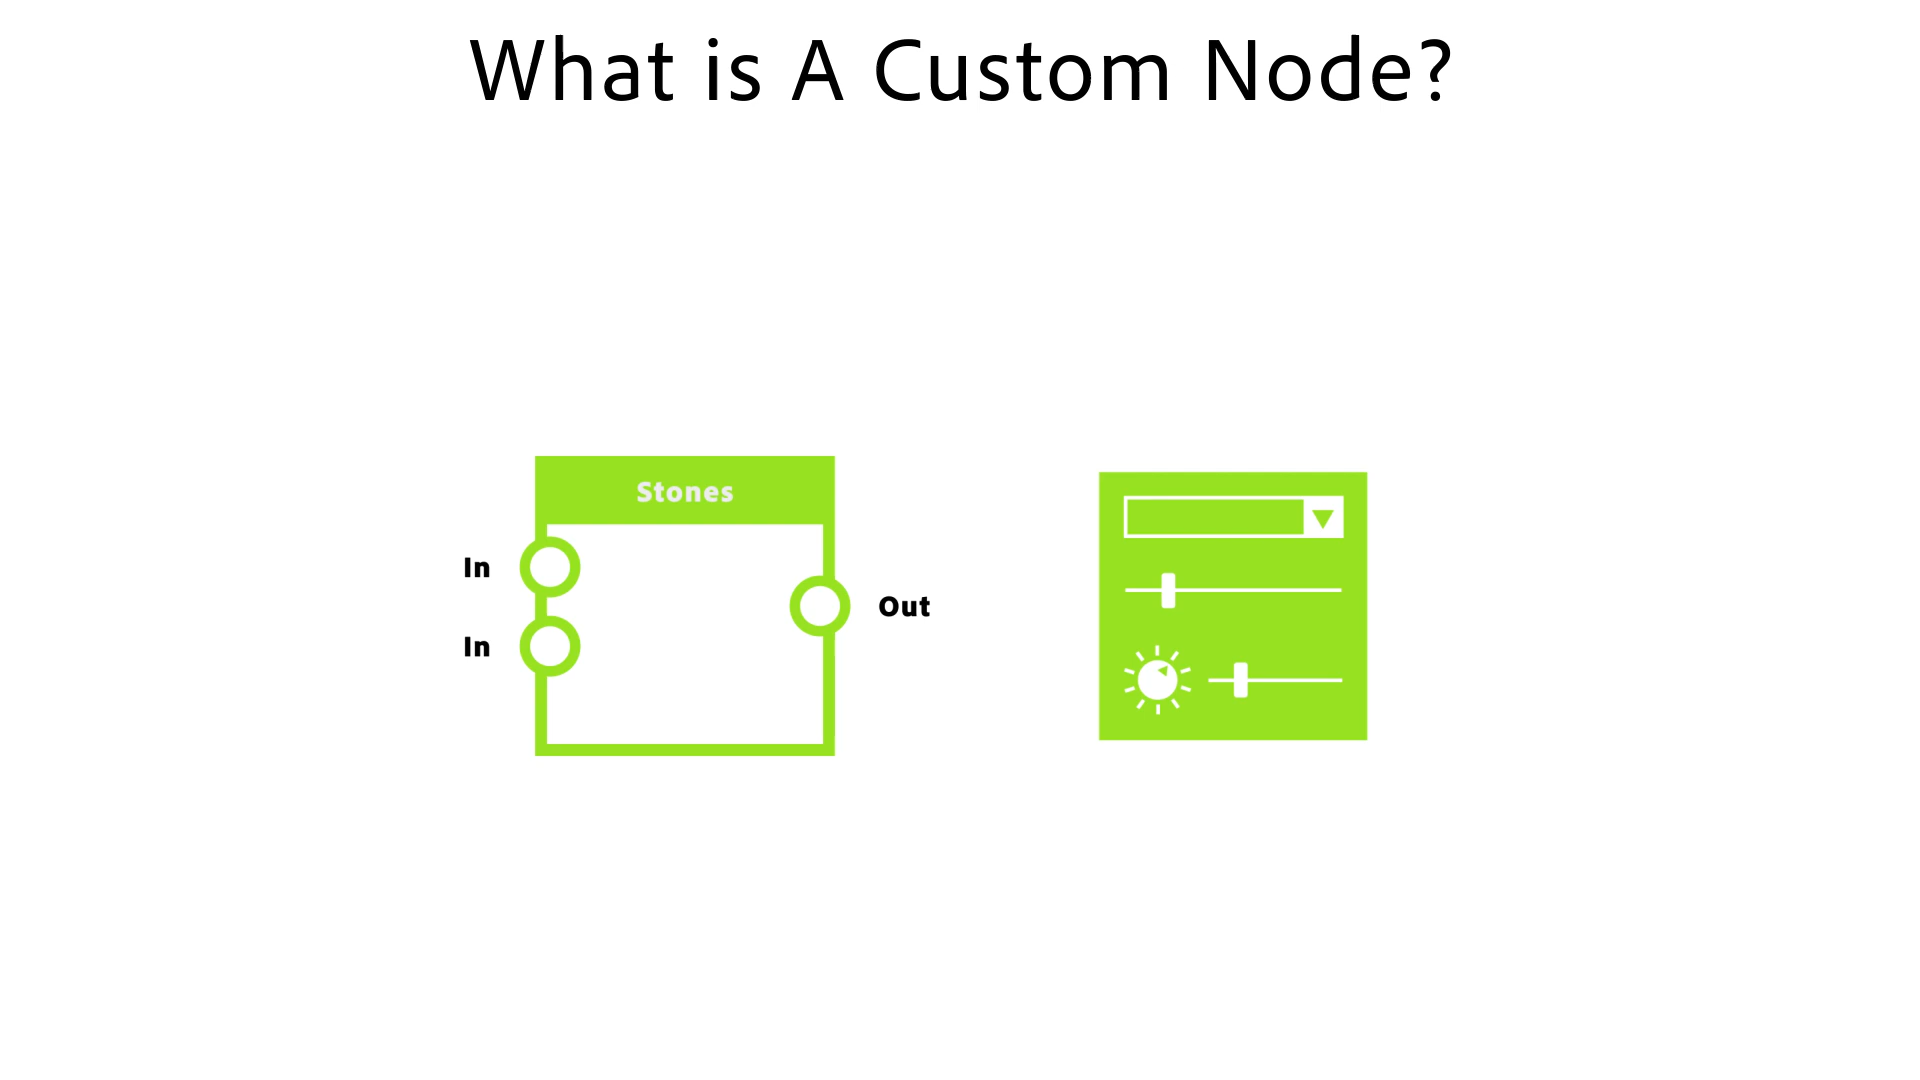 What is A Custom Node?
Stones
In
In
Out